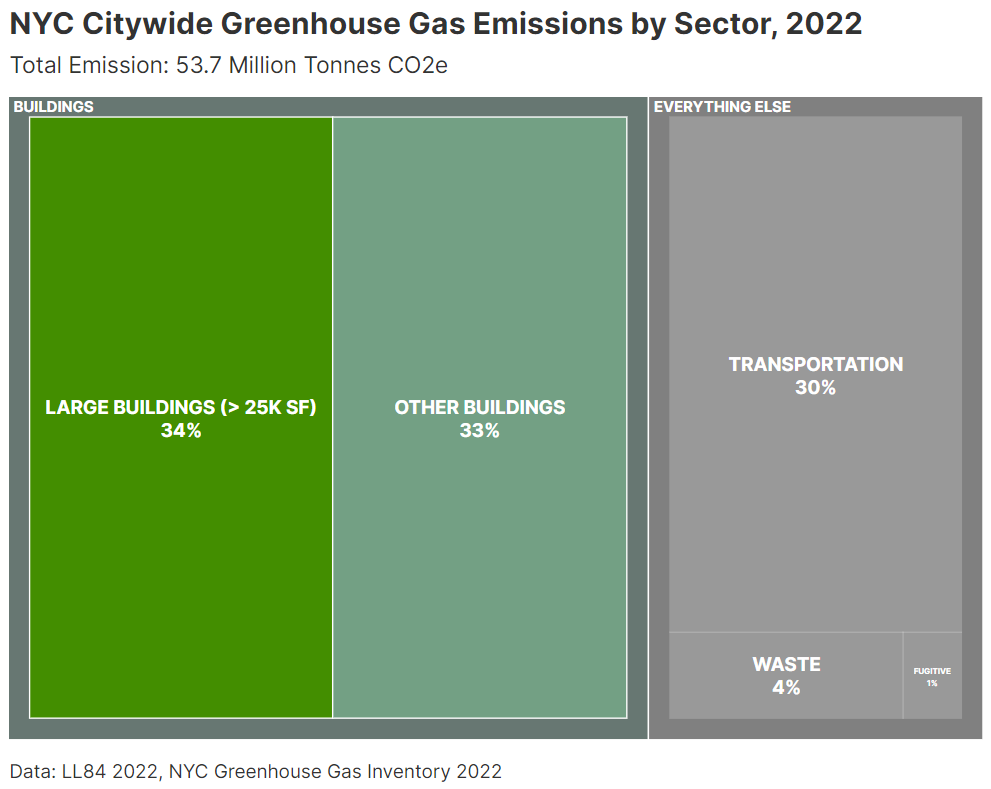 NYC Citywide Greenhouse Gas Emissions by Sector, 2022
Total Emission: 53.7 Million Tonnes CO2e
BUILDINGS
LARGE BUILDINGS (> 25K SF)
34%
OTHER BUILDINGS
33%
EVERYTHING ELSE
TRANSPORTATION
30%
WASTE
4%
FUGITIVE
1%
Data: LL84 2022, NYC Greenhouse Gas Inventory 2022